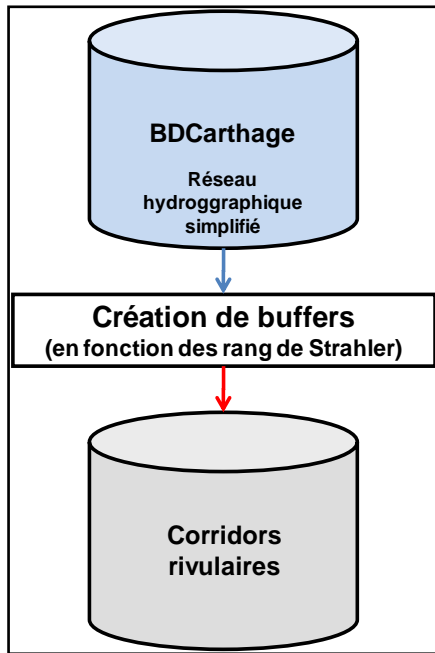 BDCarthage
Réseau
hydroggraphique
simplifié
Création de buffers
(en fonction des rang de Strahler)
Corridors
rivulaires